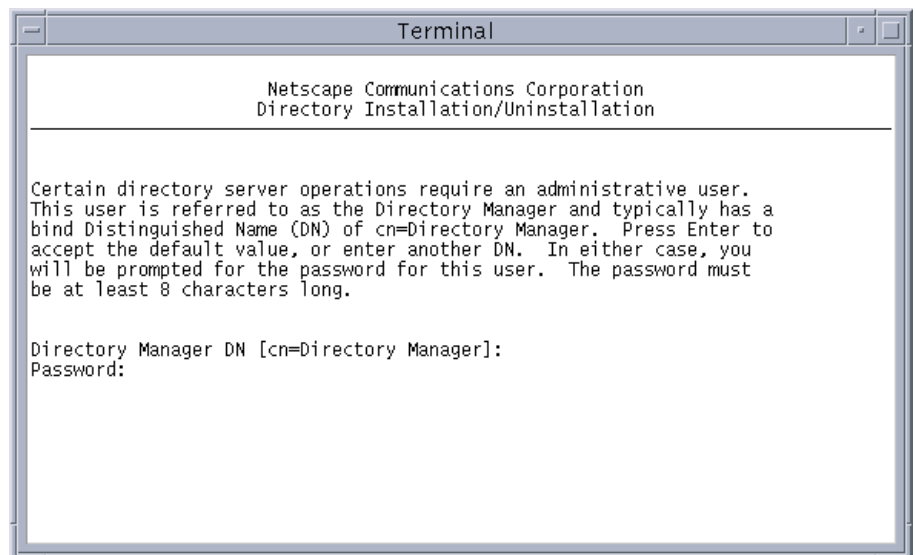 Terminal
Netscape Communications Corporation
Directory Installation/Uninstallation
Certain directory server operations require an administrative user.
This user is referred to as the Directory Manager and typically has a
bind Distinguished Name (DN) of cn=Directory Manager.  Press Enter to
accept the default value, or enter another DN.  In either case, you
will be prompted for the password for this user.  The password must
be at least 8 characters long.
Directory Manager DN [cn=Directory Manager]:
Password: